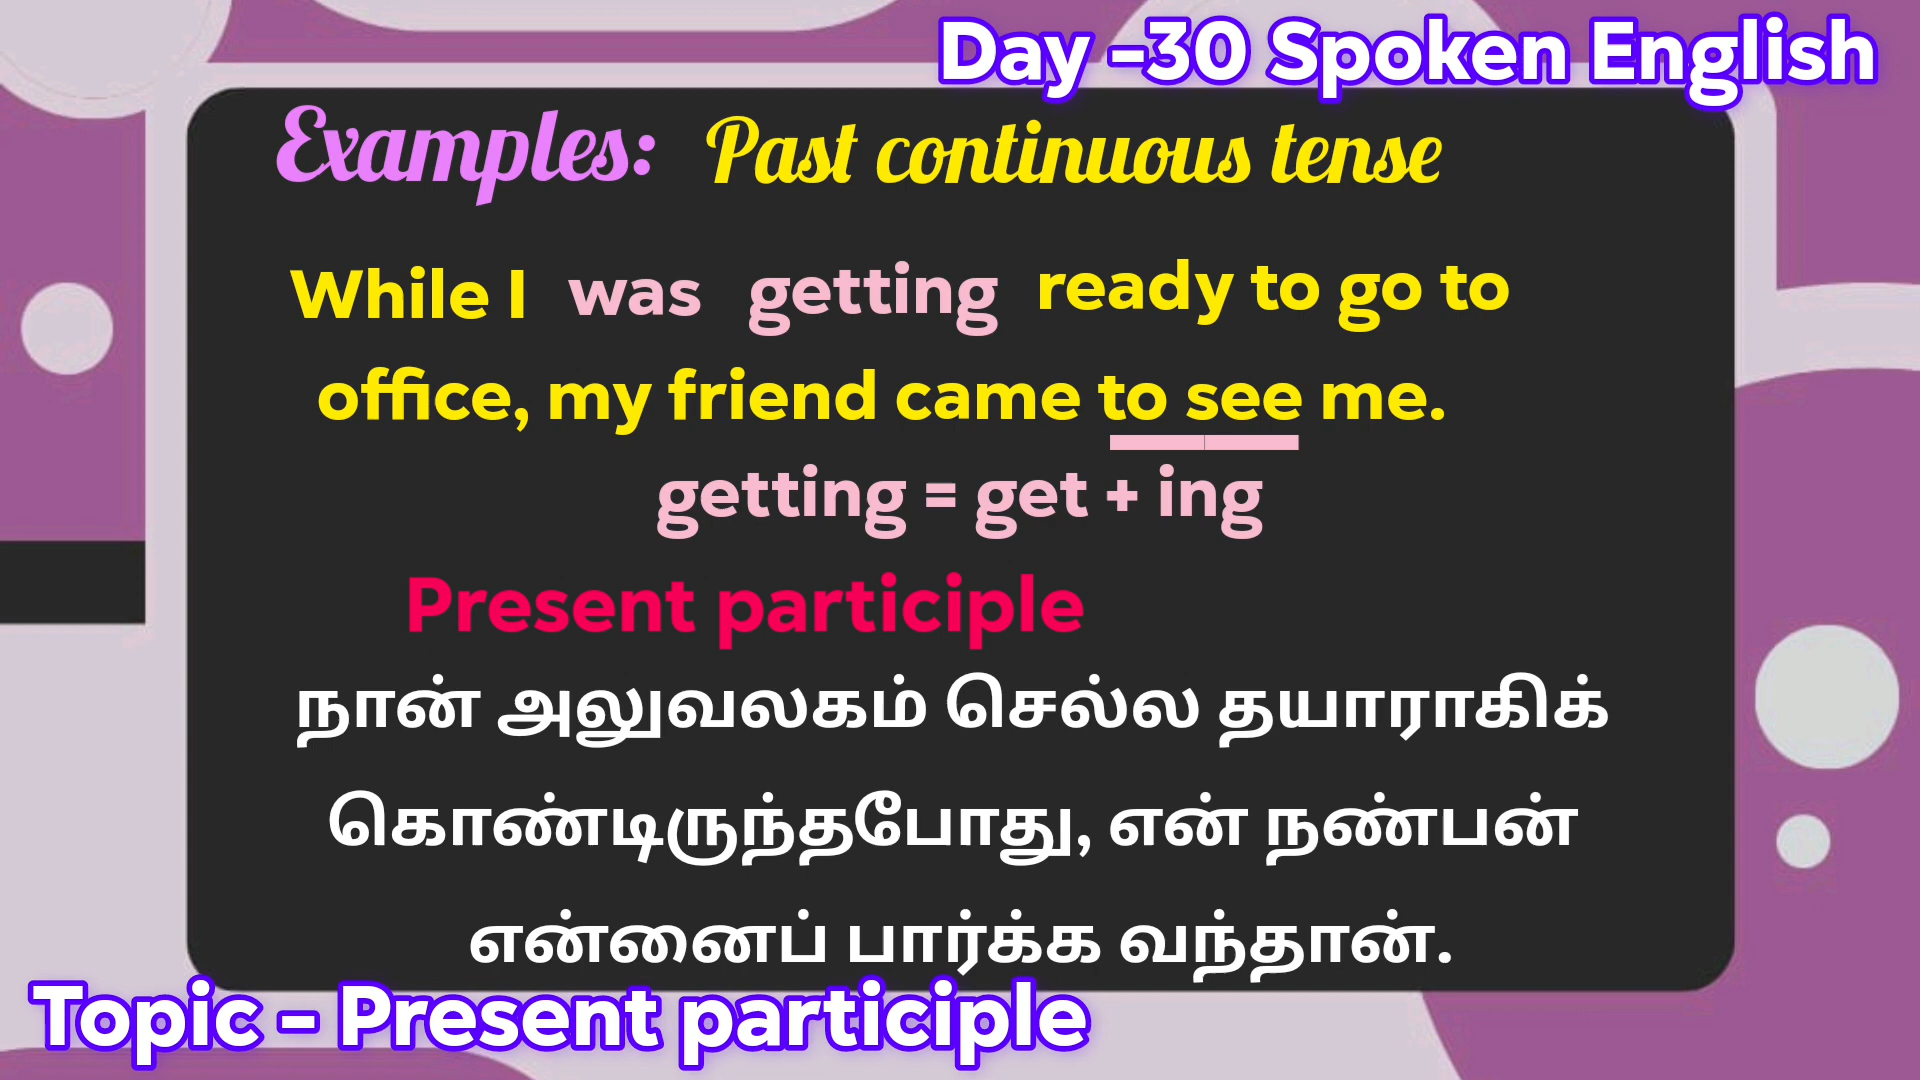 Day -30 Spoken English
Examples: Past continuous tense
While I was getting ready to go to
office, my friend came to see me.
getting = get + ing
Present participle
நான் அலுவலகம் செல்ல தயாராகிக்
கொண்டிருந்தபோது, என் நண்பன்
என்னைப் பார்க்க வந்தான்.
Topic - Present participle